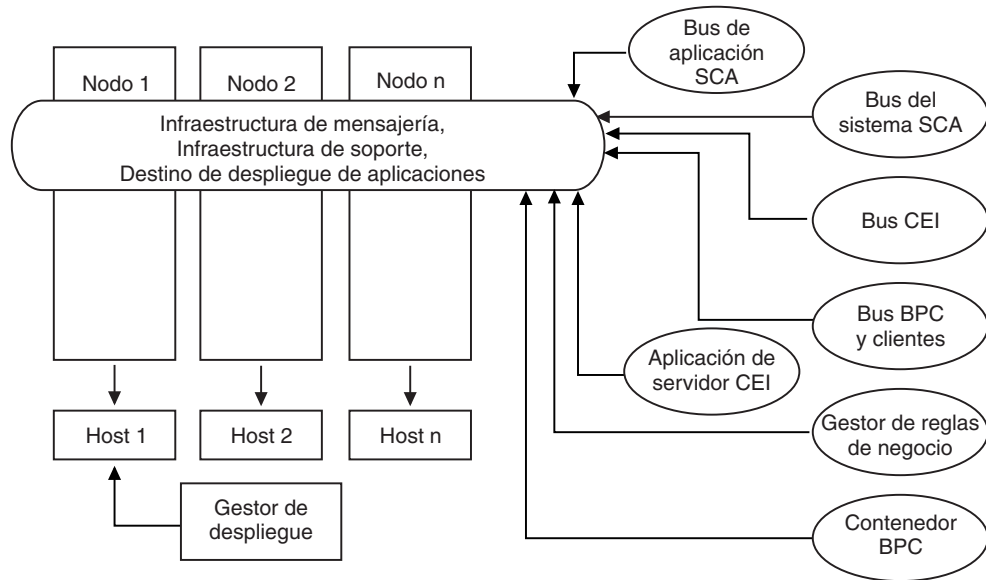 Nodo 1
Nodo 2
Nodo n
Infraestructura de mensajería,
Infraestructura de soporte,
Destino de despliegue de aplicaciones
Bus de
aplicación
SCA
Bus del
sistema SCA
Bus CEI
Bus BPC
y clientes
Aplicación de
servidor CEI
Gestor de reglas
de negocio
Contenedor
BPC
Host 1
Host 2
Host n
Gestor de
despliegue